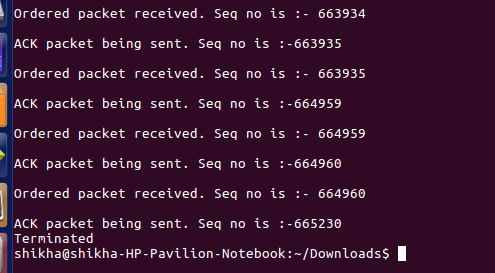 Ordered packet received. Seq no is :- 663934
ACK packet being sent. Seq no is :-663935
Ordered packet received. Seq no is :- 663935
ACK packet being sent. Seq no is :-664959
Ordered packet received. Seq no is :- 664959
ACK packet being sent. Seq no is :-664960
Ordered packet received. Seq no is :- 664960
ACK packet being sent. Seq no is :-665230
Terminated
shikha@shikha-HP-Pavilion-Notebook:~/Downloads$